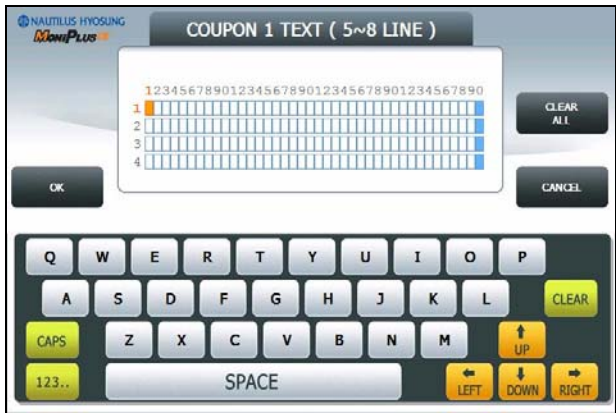 NAUTILUS HYOSUNG
MoniPlus
COUPON 1 TEXT ( 5~8 LINE )
1234567890123456789012345678901234567890
1
2
3
4
CLEAR ALL
OK
CANCEL
Q W E R T Y U I O P
A S D F G H J K L CLEAR
CAPS Z X C V B N M UP
123.. SPACE LEFT DOWN RIGHT